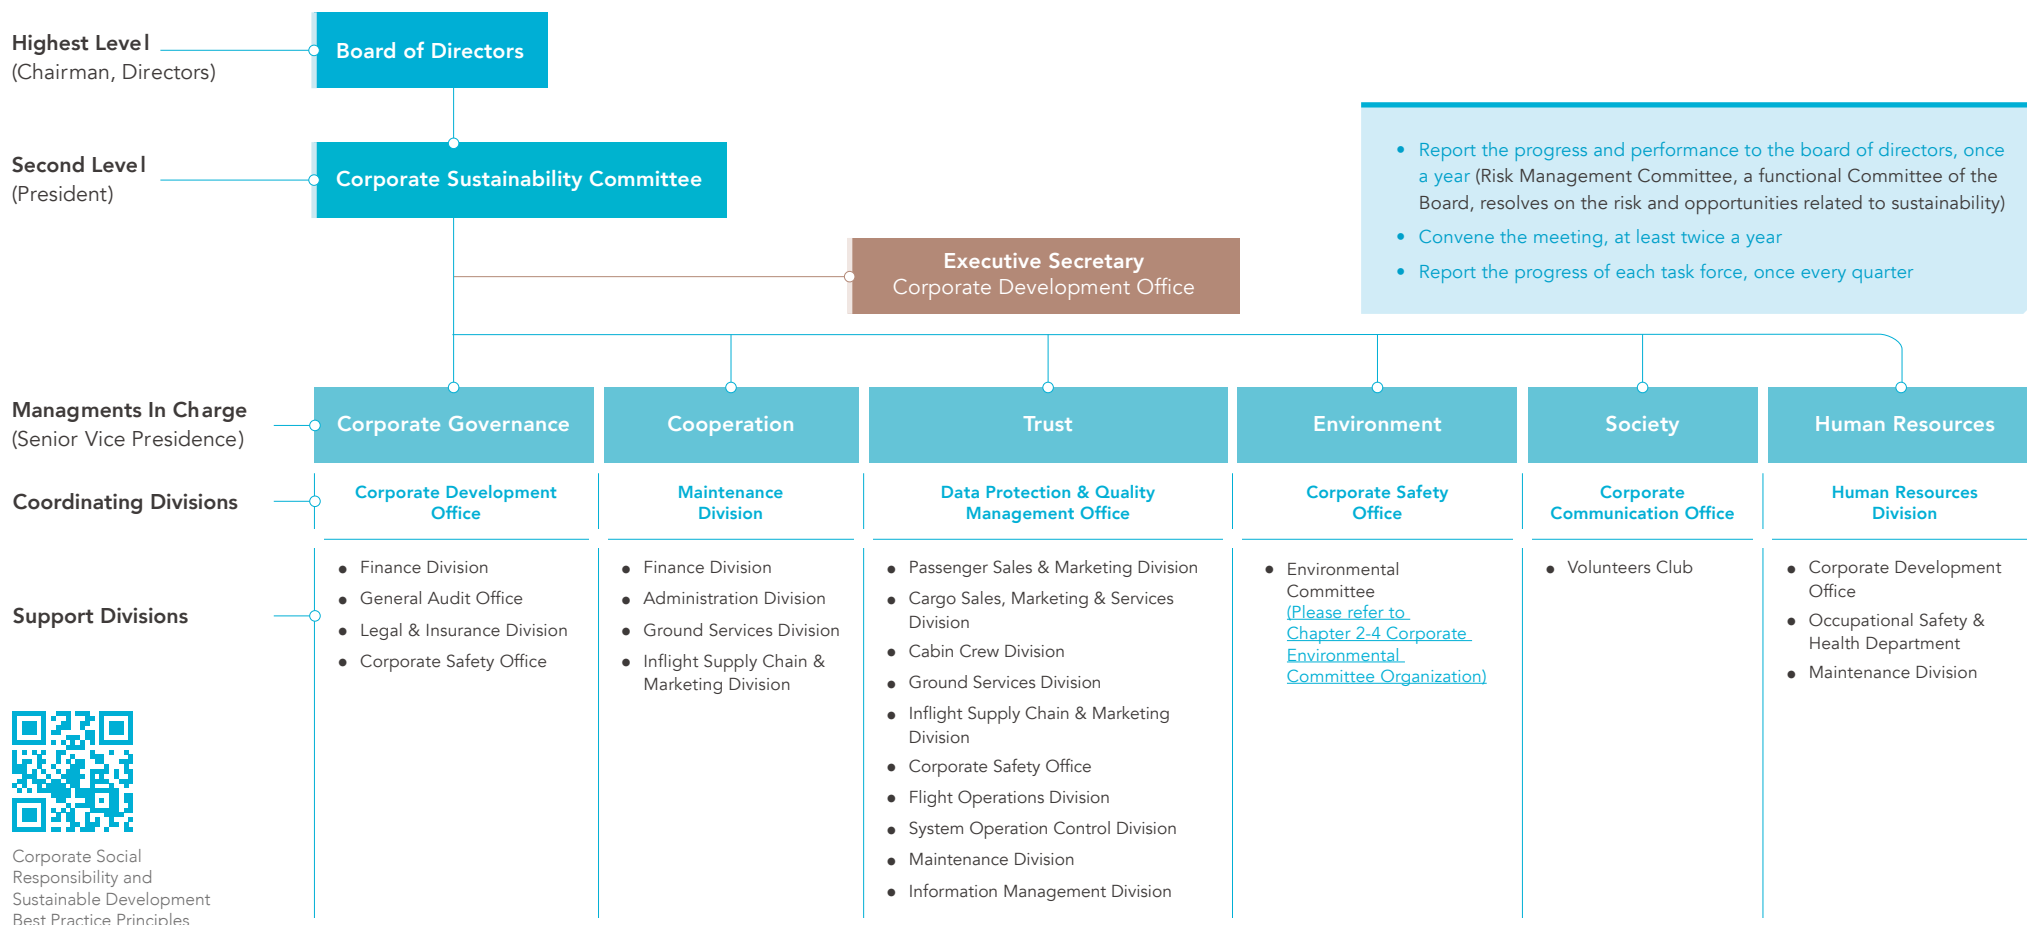 Highest Level
(Chairman, Directors)
Board of Directors
Second Level
(President)
Corporate Sustainability Committee
Executive Secretary
Corporate Development Office
• Report the progress and performance to the board of directors, once
a year (Risk Management Committee, a functional Committee of the
Board, resolves on the risk and opportunities related to sustainability)
• Convene the meeting, at least twice a year
• Report the progress of each task force, once every quarter
Managments In Charge
(Senior Vice Presidence)
Corporate Governance
Cooperation
Trust
Environment
Society
Human Resources
Coordinating Divisions
Corporate Development
Office
Maintenance
Division
Data Protection & Quality
Management Office
Corporate Safety
Office
Corporate
Communication Office
Human Resources
Division
Support Divisions
• Finance Division
• General Audit Office
• Legal & Insurance Division
• Corporate Safety Office
• Finance Division
• Administration Division
• Ground Services Division
• Inflight Supply Chain &
Marketing Division
• Passenger Sales & Marketing Division
• Cargo Sales, Marketing & Services
Division
• Cabin Crew Division
• Ground Services Division
• Inflight Supply Chain & Marketing
Division
• Corporate Safety Office
• Flight Operations Division
• System Operation Control Division
• Maintenance Division
• Information Management Division
• Environmental
Committee
(Please refer to
Chapter 2-4 Corporate
Environmental
Committee Organization)
• Volunteers Club
• Corporate Development
Office
• Occupational Safety &
Health Department
• Maintenance Division
Corporate Social
Responsibility and
Sustainable Development
Best Practice Principles